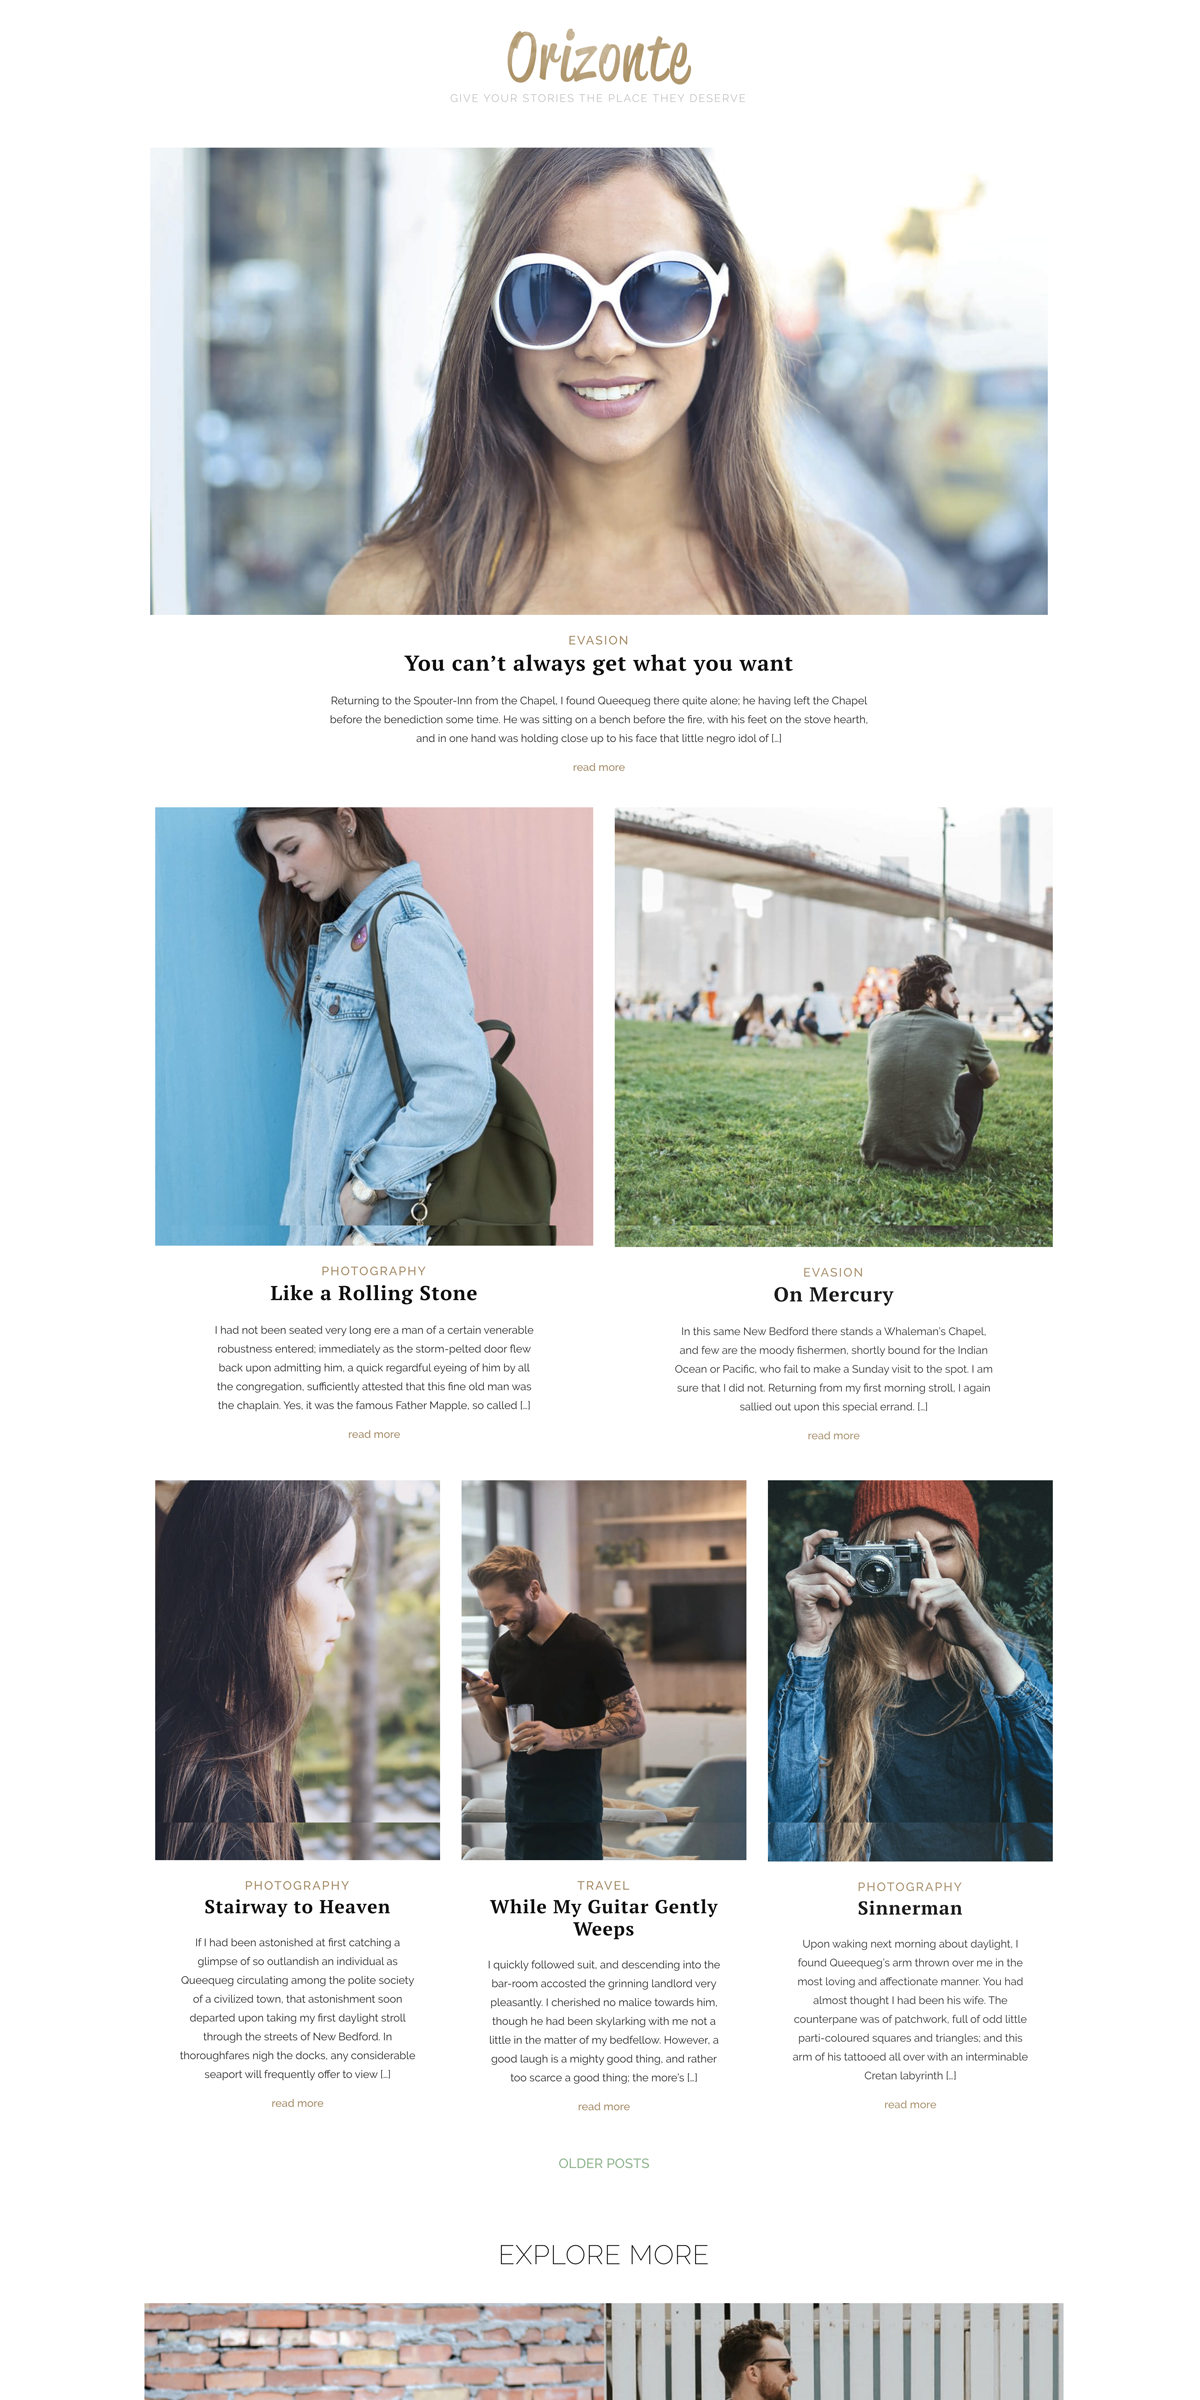 Orizonte
GIVE YOUR STORIES THE PLACE THEY DESERVE
EVASION
You can’t always get what you want
Returning to the Spouter-Inn from the Chapel, I found Queequeg there quite alone; he having left the Chapel
before the benediction some time. He was sitting on a bench before the fire, with his feet on the stove hearth,
and in one hand was holding close up to his face that little negro idol of […]
read more
PHOTOGRAPHY
Like a Rolling Stone
I had not been seated very long ere a man of a certain venerable
robustness entered; immediately as the storm-pelted door flew
back upon admitting him, a quick regardful eyeing of him by all
the congregation, sufficiently attested that this fine old man was
the chaplain. Yes, it was the famous Father Mapple, so called […]
read more
EVASION
On Mercury
In this same New Bedford there stands a Whaleman’s Chapel,
and few are the moody fishermen, shortly bound for the Indian
Ocean or Pacific, who fail to make a Sunday visit to the spot. I am
sure that I did not. Returning from my first morning stroll, I again
sallied out upon this special errand. […]
read more
PHOTOGRAPHY
Stairway to Heaven
If I had been astonished at first catching a
glimpse of so outlandish an individual as
Queequeg circulating among the polite society
of a civilized town, that astonishment soon
departed upon taking my first daylight stroll
through the streets of New Bedford. In
thoroughfares nigh the docks, any considerable
seaport will frequently offer to view […]
read more
TRAVEL
While My Guitar Gently
Weeps
I quickly followed suit, and descending into the
bar-room accosted the grinning landlord very
pleasantly. I cherished no malice towards him,
though he had been skylarking with me not a
little in the matter of my bedfellow. However, a
good laugh is a mighty good thing, and rather
too scarce a good thing; the more’s […]
read more
PHOTOGRAPHY
Sinnerman
Upon waking next morning about daylight, I
found Queequeg’s arm thrown over me in the
most loving and affectionate manner. You had
almost thought I had been his wife. The
counterpane was of patchwork, full of odd little
parti-coloured squares and triangles; and this
arm of his tattooed all over with an interminable
Cretan labyrinth […]
read more
OLDER POSTS
EXPLORE MORE